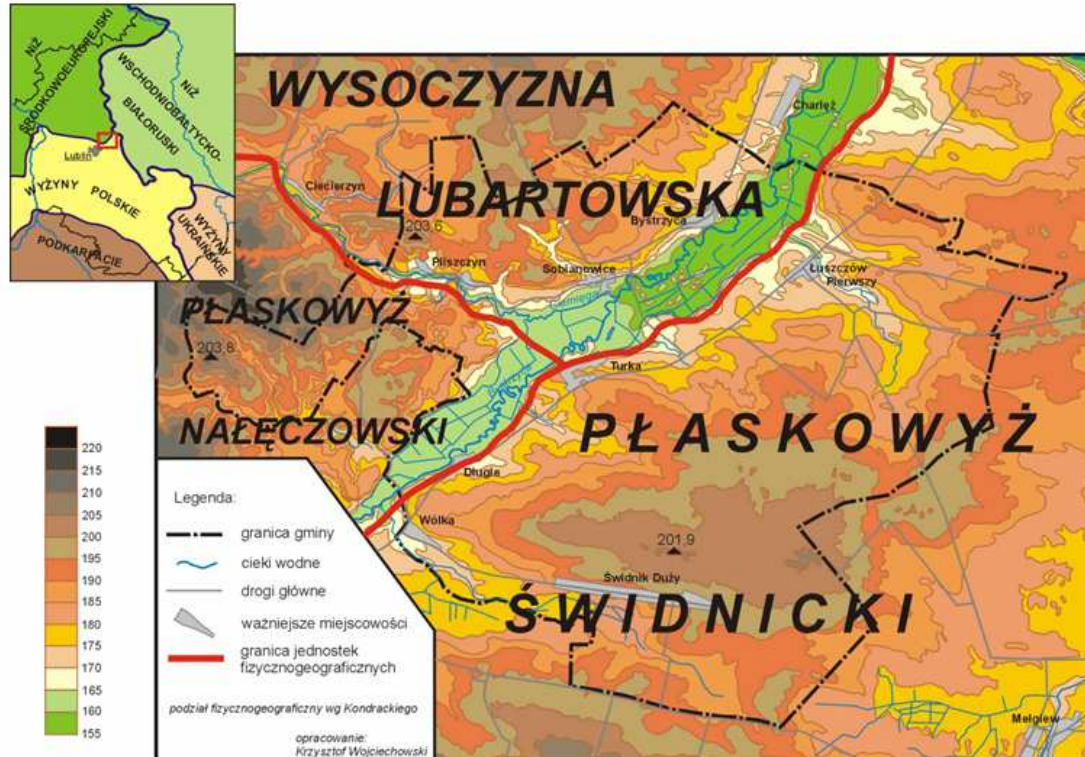 NIŻ
ŚRODKOWOEUROPEJSKI
NIŻ
WSCHODNIOBAŁTYCKO-
BIAŁORUSKI
Lublin
WYŻYNY POLSKIE
WYŻYNY
UKRAIŃSKIE
PODKARPACIE
WYSOCZYZNA
Charlęż
Ciecierzyn
LUBARTOWSKA
Bystrzyca
203,6
Pliszczyn
Sobianowice
Łuszczów
Pierwszy
PŁASKOWYŻ
203,8
Turka
NAŁĘCZOWSKI
PŁASKOWYŻ
Długie
Wólka
201,9
Świdnik Duży
ŚWIDNICKI
Mełgiew
220
215
210
205
200
195
190
185
180
175
170
165
160
155
Legenda:
granica gminy
cieki wodne
drogi główne
ważniejsze miejscowości
granica jednostek
fizycznogeograficznych
podział fizycznogeograficzny wg Kondrackiego
opracowanie:
Krzysztof Wojciechowski